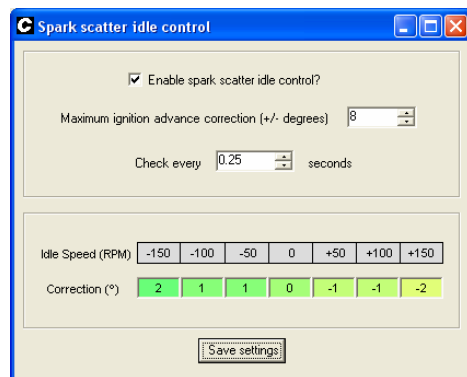 C Spark scatter idle control
Enable spark scatter idle control?
Maximum ignition advance correction (+/- degrees) 8
Check every 0.25 seconds
Idle Speed (RPM) -150 -100 -50 0 +50 +100 +150
Correction (°) 2 1 1 0 -1 -1 -2
Save settings